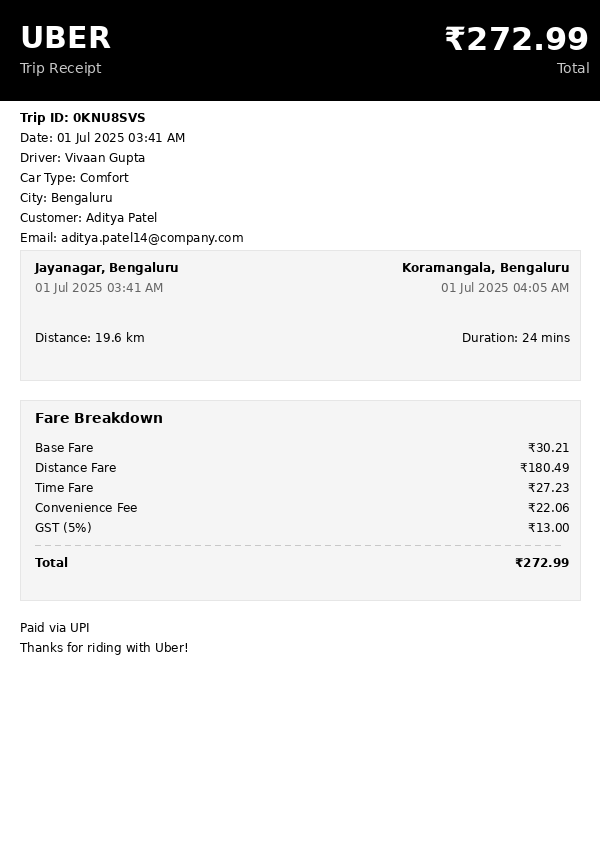 UBER ₹272.99
Trip Receipt Total
Trip ID: 0KNU8SVS
Date: 01 Jul 2025 03:41 AM
Driver: Vivaan Gupta
Car Type: Comfort
City: Bengaluru
Customer: Aditya Patel
Email: aditya.patel14@company.com
Jayanagar, Bengaluru Koramangala, Bengaluru
01 Jul 2025 03:41 AM 01 Jul 2025 04:05 AM
Distance: 19.6 km Duration: 24 mins
Fare Breakdown
Base Fare ₹30.21
Distance Fare ₹180.49
Time Fare ₹27.23
Convenience Fee ₹22.06
GST (5%) ₹13.00
Total ₹272.99
Paid via UPI
Thanks for riding with Uber!